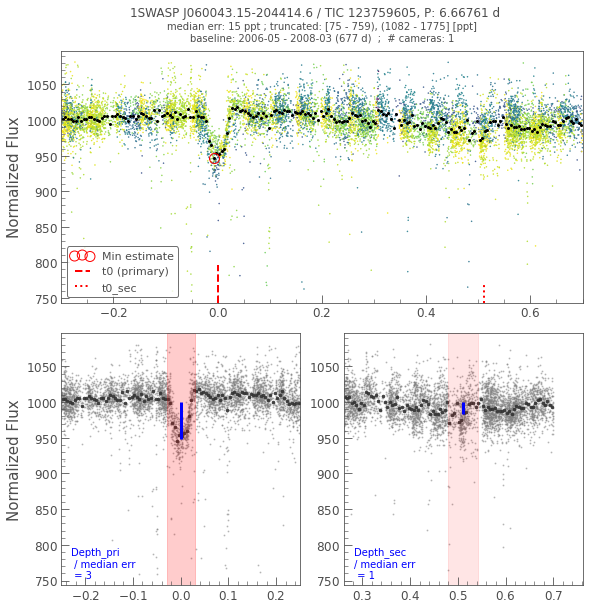 1SWASP J060043.15-204414.6 / TIC 123759605, P: 6.66761 d
median err: 15 ppt ; truncated: [75 - 759), (1082 - 1775] [ppt]
baseline: 2006-05 - 2008-03 (677 d)  ;  # cameras: 1
Normalized Flux
1050
1000
950
900
850
800
750
Min estimate
t0 (primary)
t0_sec
−0.2 0.0 0.2 0.4 0.6
Normalized Flux
1050
1000
950
900
850
800
750
Depth_pri
/ median err
= 3
−0.2 −0.1 0.0 0.1 0.2
1050
1000
950
900
850
800
750
Depth_sec
/ median err
= 1
0.3 0.4 0.5 0.6 0.7